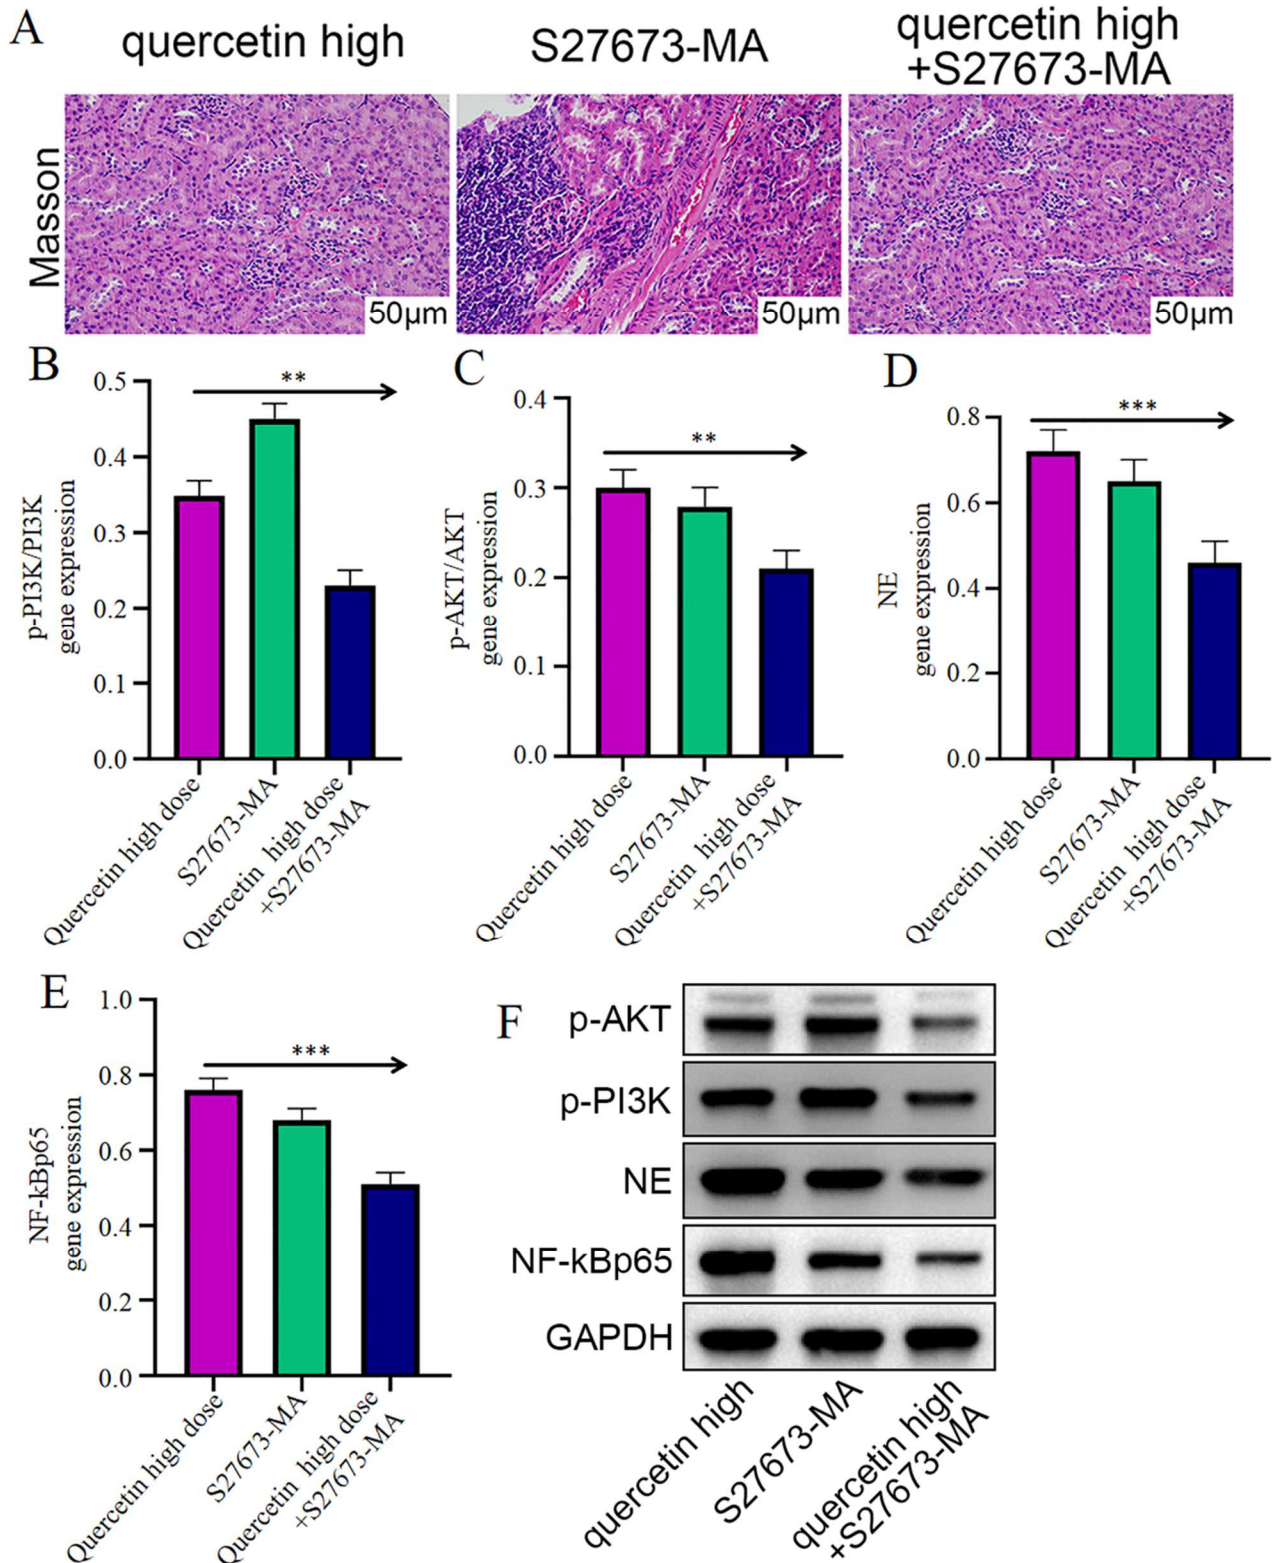 A
quercetin high
S27673-MA
quercetin high
+S27673-MA
Masson
50μm
50μm
50μm
B
0.5
0.4
0.3
0.2
0.1
0.0
p-PI3K/PI3K
gene expression
**
Quercetin high dose
S27673-MA
Quercetin high dose
+S27673-MA
C
0.4
0.3
0.2
0.1
0.0
p-AKT/AKT
gene expression
**
Quercetin high dose
S27673-MA
Quercetin high dose
+S27673-MA
D
0.8
0.6
0.4
0.2
0.0
NE
gene expression
***
Quercetin high dose
S27673-MA
Quercetin high dose
+S27673-MA
E
1.0
0.8
0.6
0.4
0.2
0.0
NF-kBp65
gene expression
***
Quercetin high dose
S27673-MA
Quercetin high dose
+S27673-MA
F
p-AKT
p-PI3K
NE
NF-kBp65
GAPDH
quercetin high
S27673-MA
quercetin high
+S27673-MA